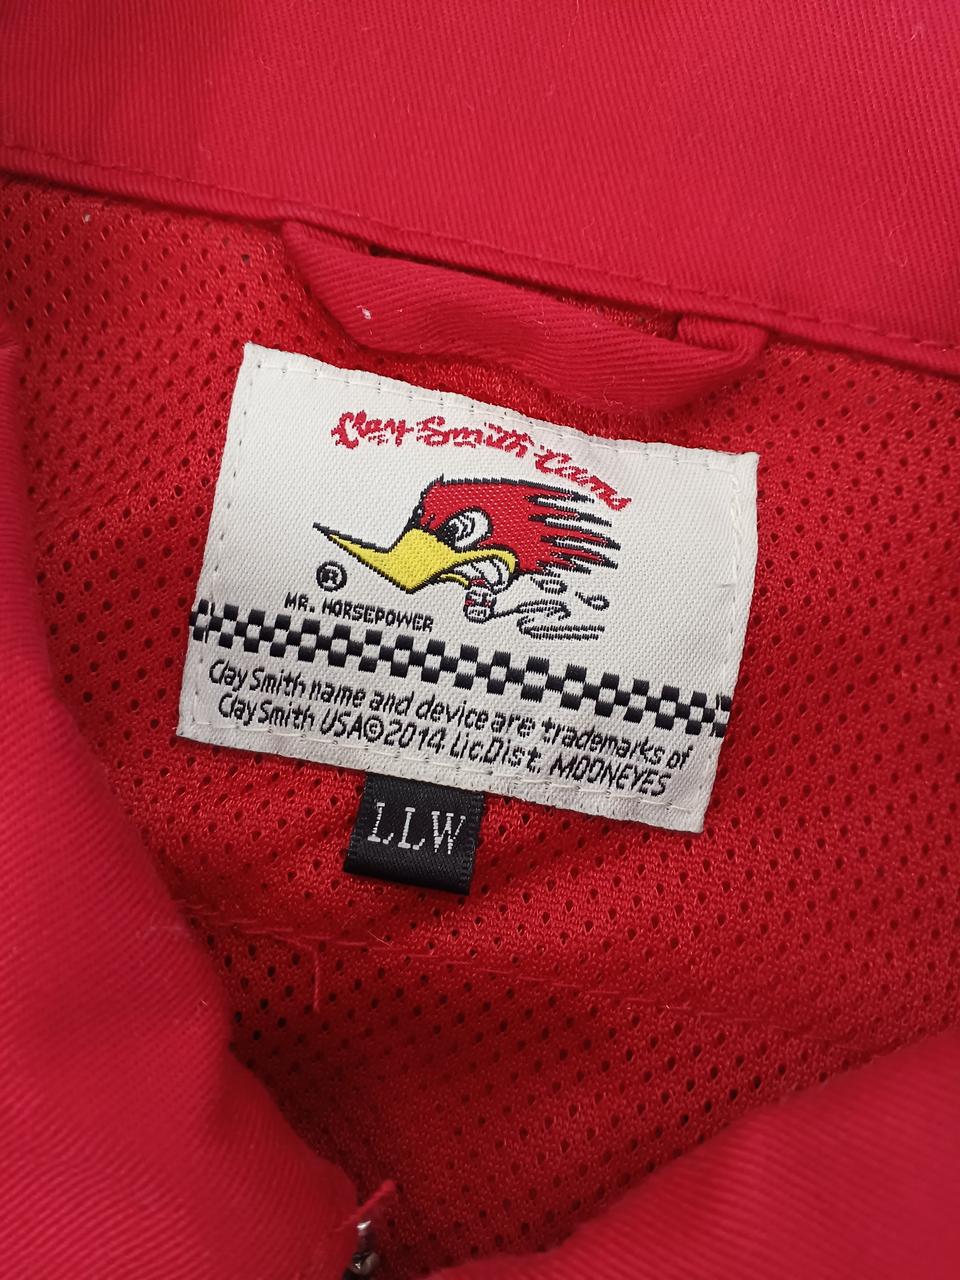 Clay Smith Cams
®
MR. HORSEPOWER
Clay Smith name and device are trademarks of
Clay Smith USA©2014 Lic.Dist. MOONEYES
LLW